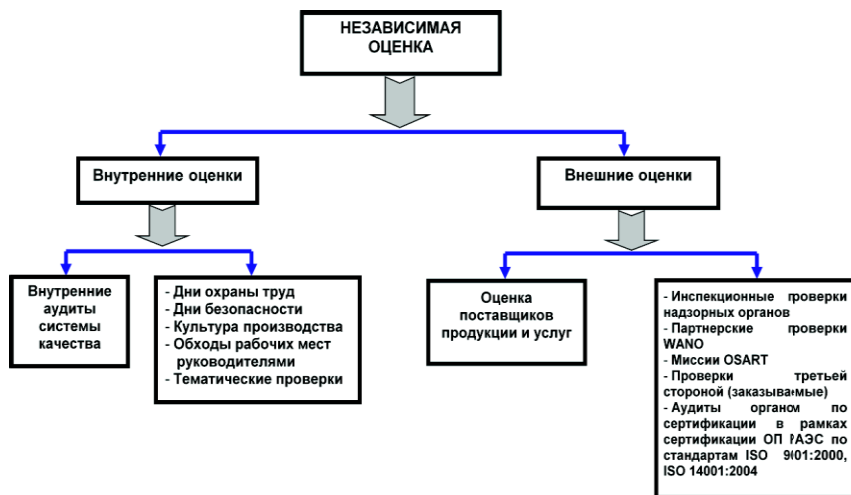 НЕЗАВИСИМАЯ
ОЦЕНКА
Внутренние оценки
Внешние оценки
Внутренние
аудиты
системы
качества
- Дни охраны труд
- Дни безопасности
- Культура производства
- Обходы рабочих мест
руководителями
- Тематические проверки
Оценка
поставщиков
продукции и услуг
- Инспекционные проверки
надзорных органов
- Партнерские проверки
WANO
- Миссии OSART
- Проверки третьей
стороной (заказываемые)
- Аудиты органом по
сертификации в рамках
сертификации ОП РАЭС по
стандартам ISO 9001:2000,
ISO 14001:2004